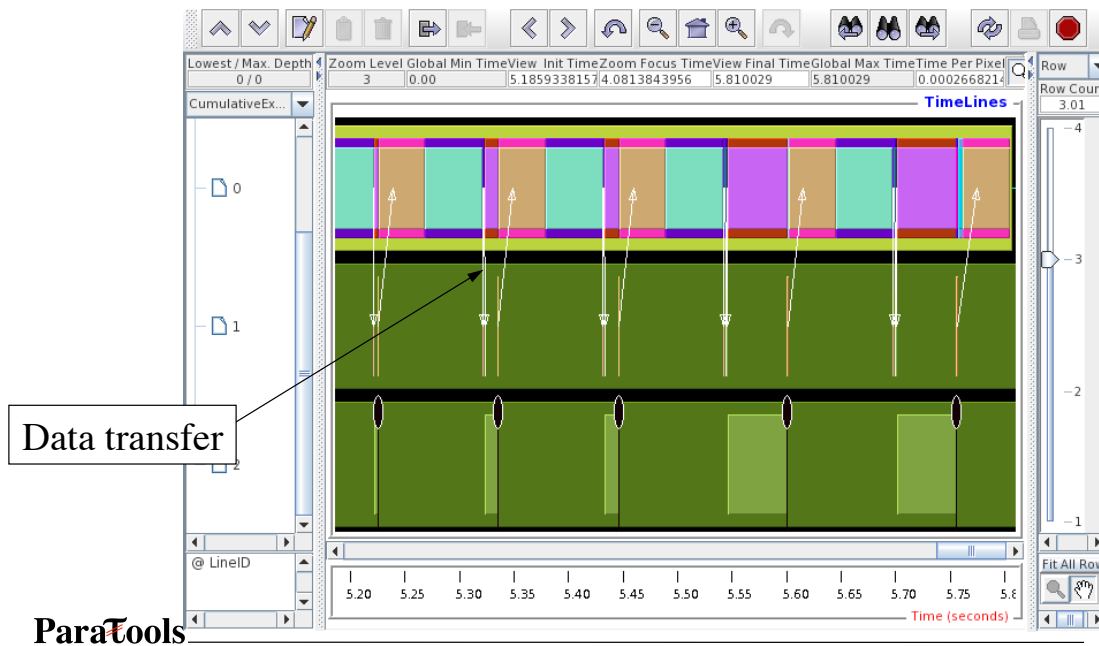 Lowest / Max. Depth
0 / 0
Zoom Level
3
Global Min Time
0.00
View Init Time
5.1859338157
Zoom Focus Time
4.0813843956
View Final Time
5.810029
Global Max Time
5.810029
Time Per Pixel
0.0002668214
Row
Row Coun
3.01
CumulativeEx...
TimeLines
0
1
2
4
3
2
1
Data transfer
@ LineID
Fit All Row
5.20 5.25 5.30 5.35 5.40 5.45 5.50 5.55 5.60 5.65 5.70 5.75 5.8
Time (seconds)
ParaTools